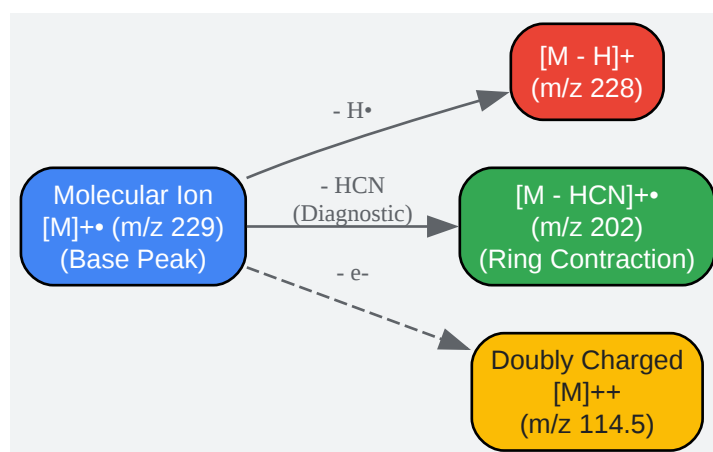 [M - H]+
(m/z 228)
- H•
Molecular Ion
[M]+• (m/z 229)
(Base Peak)
- HCN
(Diagnostic)
[M - HCN]+•
(m/z 202)
(Ring Contraction)
- e-
Doubly Charged
[M]++
(m/z 114.5)